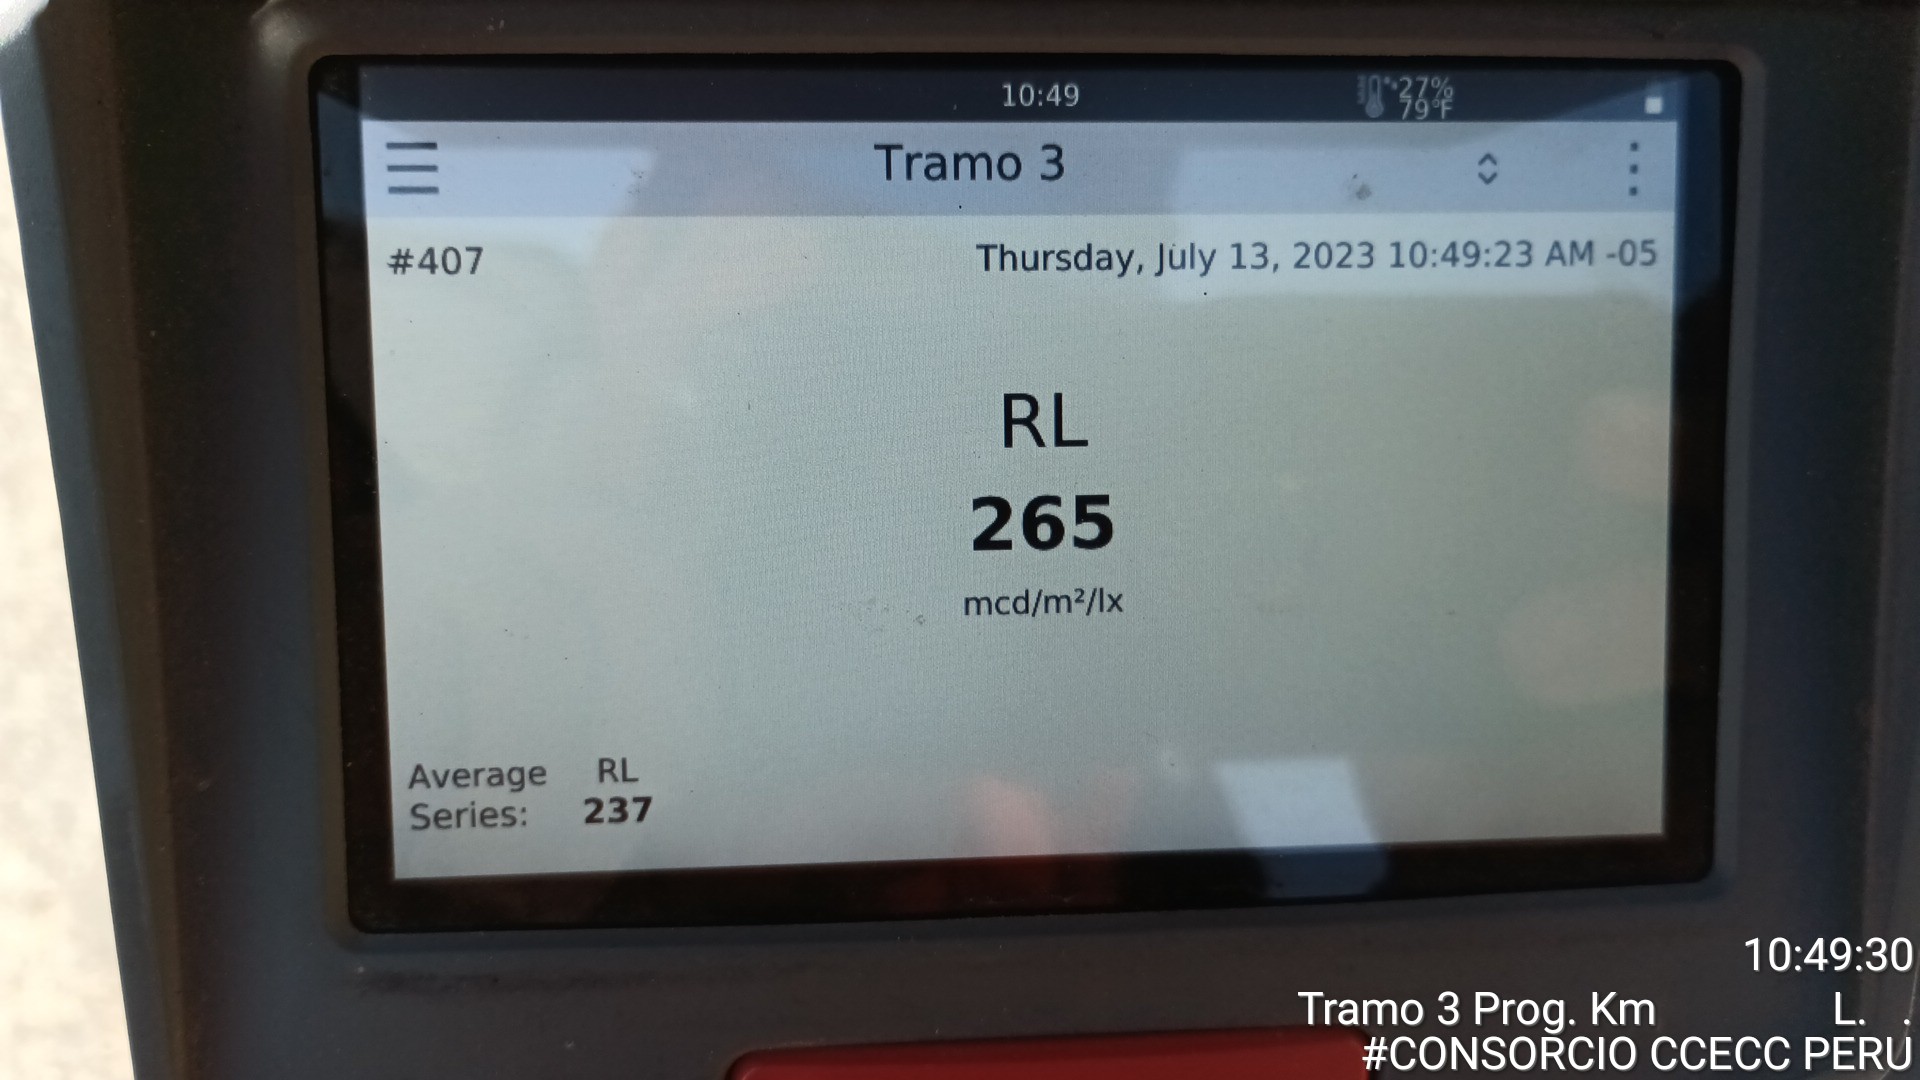 10:49
27%
79°F
Tramo 3
#407
Thursday, July 13, 2023 10:49:23 AM -05
RL
265
mcd/m²/lx
Average RL
Series: 237
10:49:30
Tramo 3 Prog. Km L. .
#CONSORCIO CCECC PERU